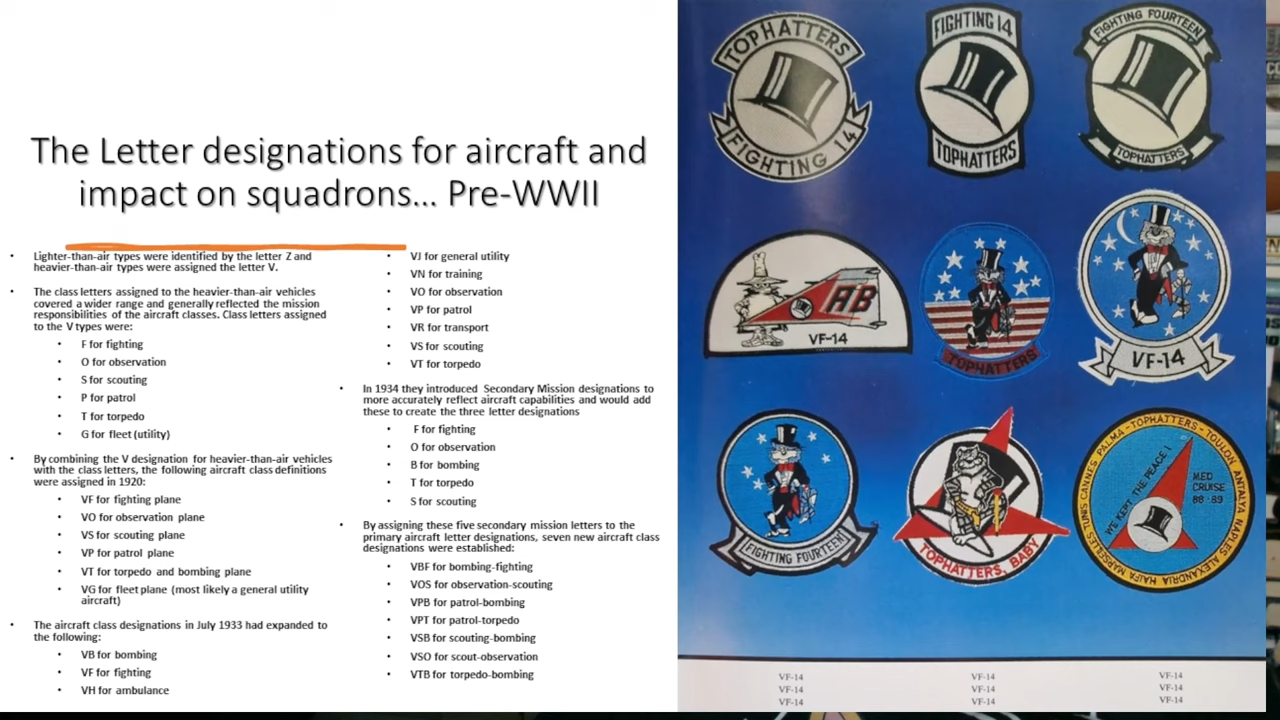 The Letter designations for aircraft and
impact on squadrons... Pre-WWII
• Lighter-than-air types were identified by the letter Z and
heavier-than-air types were assigned the letter V.
• The class letters assigned to the heavier-than-air vehicles
covered a wider range and generally reflected the mission
responsibilities of the aircraft classes. Class letters assigned
to the V types were:
• F for fighting
• O for observation
• S for scouting
• P for patrol
• T for torpedo
• G for fleet (utility)
• By combining the V designation for heavier-than-air vehicles
with the class letters, the following aircraft class definitions
were assigned in 1920:
• VF for fighting plane
• VO for observation plane
• VS for scouting plane
• VP for patrol plane
• VT for torpedo and bombing plane
• VG for fleet plane (most likely a general utility
aircraft)
• The aircraft class designations in July 1933 had expanded to
the following:
• VB for bombing
• VF for fighting
• VH for ambulance
• VJ for general utility
• VN for training
• VO for observation
• VP for patrol
• VR for transport
• VS for scouting
• VT for torpedo
• In 1934 they introduced Secondary Mission designations to
more accurately reflect aircraft capabilities and would add
these to create the three letter designations
• F for fighting
• O for observation
• B for bombing
• T for torpedo
• S for scouting
• By assigning these five secondary mission letters to the
primary aircraft letter designations, seven new aircraft class
designations were established:
• VBF for bombing-fighting
• VOS for observation-scouting
• VPB for patrol-bombing
• VPT for patrol-torpedo
• VSB for scouting-bombing
• VSO for scout-observation
• VTB for torpedo-bombing
TOPHATTERS
FIGHTING 14
FIGHTING 14
TOPHATTERS
FIGHTING FOURTEEN
TOPHATTERS
AB
VF-14
TOPHATTERS
VF-14
FIGHTING FOURTEEN
TOPHATTERS, BABY
TUNIS CANNES PALMA - TOPHATTERS - TOULON ANTALYA NAPLES ALEXANDRIA HAIFA MARSEILLES
WE KEPT THE PEACE!
MED
CRUISE
88-89
VF-14 VF-14 VF-14
VF-14 VF-14 VF-14
VF-14 VF-14 VF-14